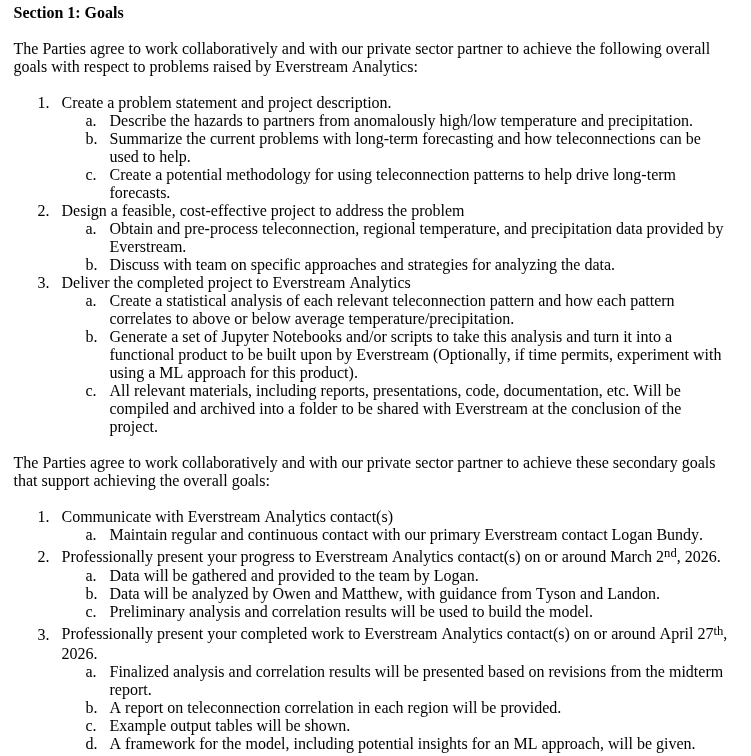 Section 1: Goals
The Parties agree to work collaboratively and with our private sector partner to achieve the following overall
goals with respect to problems raised by Everstream Analytics:
1. Create a problem statement and project description.
a. Describe the hazards to partners from anomalously high/low temperature and precipitation.
b. Summarize the current problems with long-term forecasting and how teleconnections can be
used to help.
c. Create a potential methodology for using teleconnection patterns to help drive long-term
forecasts.
2. Design a feasible, cost-effective project to address the problem
a. Obtain and pre-process teleconnection, regional temperature, and precipitation data provided by
Everstream.
b. Discuss with team on specific approaches and strategies for analyzing the data.
3. Deliver the completed project to Everstream Analytics
a. Create a statistical analysis of each relevant teleconnection pattern and how each pattern
correlates to above or below average temperature/precipitation.
b. Generate a set of Jupyter Notebooks and/or scripts to take this analysis and turn it into a
functional product to be built upon by Everstream (Optionally, if time permits, experiment with
using a ML approach for this product).
c. All relevant materials, including reports, presentations, code, documentation, etc. Will be
compiled and archived into a folder to be shared with Everstream at the conclusion of the
project.
The Parties agree to work collaboratively and with our private sector partner to achieve these secondary goals
that support achieving the overall goals:
1. Communicate with Everstream Analytics contact(s)
a. Maintain regular and continuous contact with our primary Everstream contact Logan Bundy.
2. Professionally present your progress to Everstream Analytics contact(s) on or around March 2nd, 2026.
a. Data will be gathered and provided to the team by Logan.
b. Data will be analyzed by Owen and Matthew, with guidance from Tyson and Landon.
c. Preliminary analysis and correlation results will be used to build the model.
3. Professionally present your completed work to Everstream Analytics contact(s) on or around April 27th,
2026.
a. Finalized analysis and correlation results will be presented based on revisions from the midterm
report.
b. A report on teleconnection correlation in each region will be provided.
c. Example output tables will be shown.
d. A framework for the model, including potential insights for an ML approach, will be given.